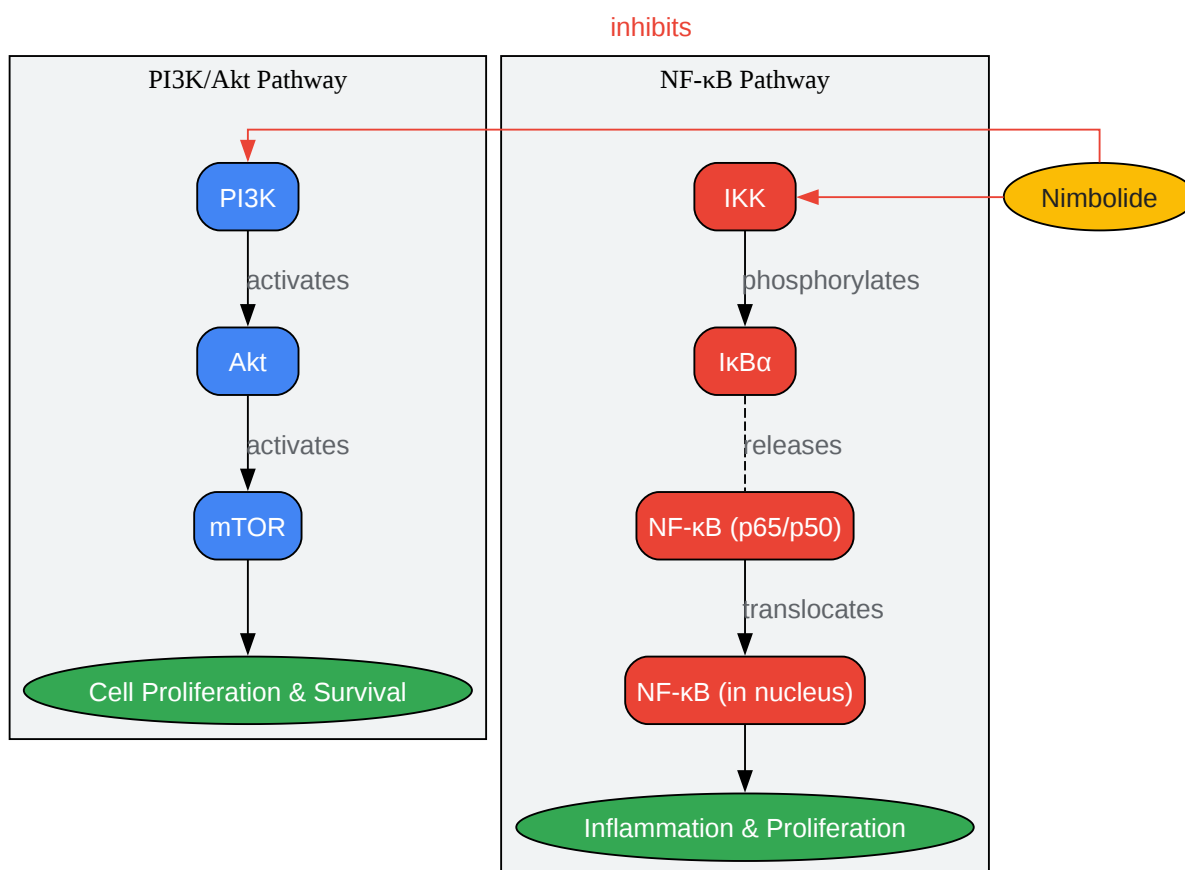 inhibits
PI3K/Akt Pathway
NF-κB Pathway
PI3K
IKK
Nimbolide
activates
phosphorylates
Akt
IκBα
activates
releases
mTOR
NF-κB (p65/p50)
translocates
Cell Proliferation & Survival
NF-κB (in nucleus)
Inflammation & Proliferation